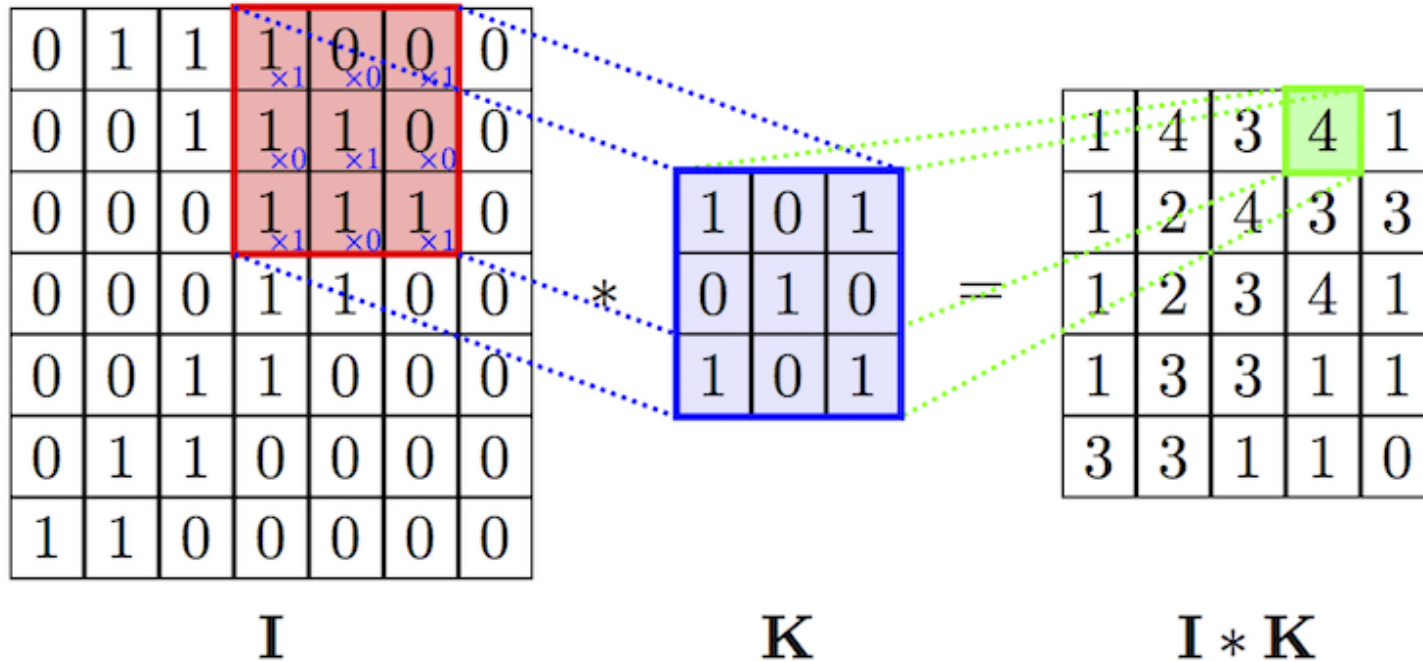 0 1 1 1×1 0×0 0×1 0
0 0 1 1×0 1×1 0×0 0
0 0 0 1×1 1×0 1×1 0
0 0 0 1 1 0 0
0 0 1 1 0 0 0
0 1 1 0 0 0 0
1 1 0 0 0 0 0
I
*
1 0 1
0 1 0
1 0 1
K
=
1 4 3 4 1
1 2 4 3 3
1 2 3 4 1
1 3 3 1 1
3 3 1 1 0
I * K